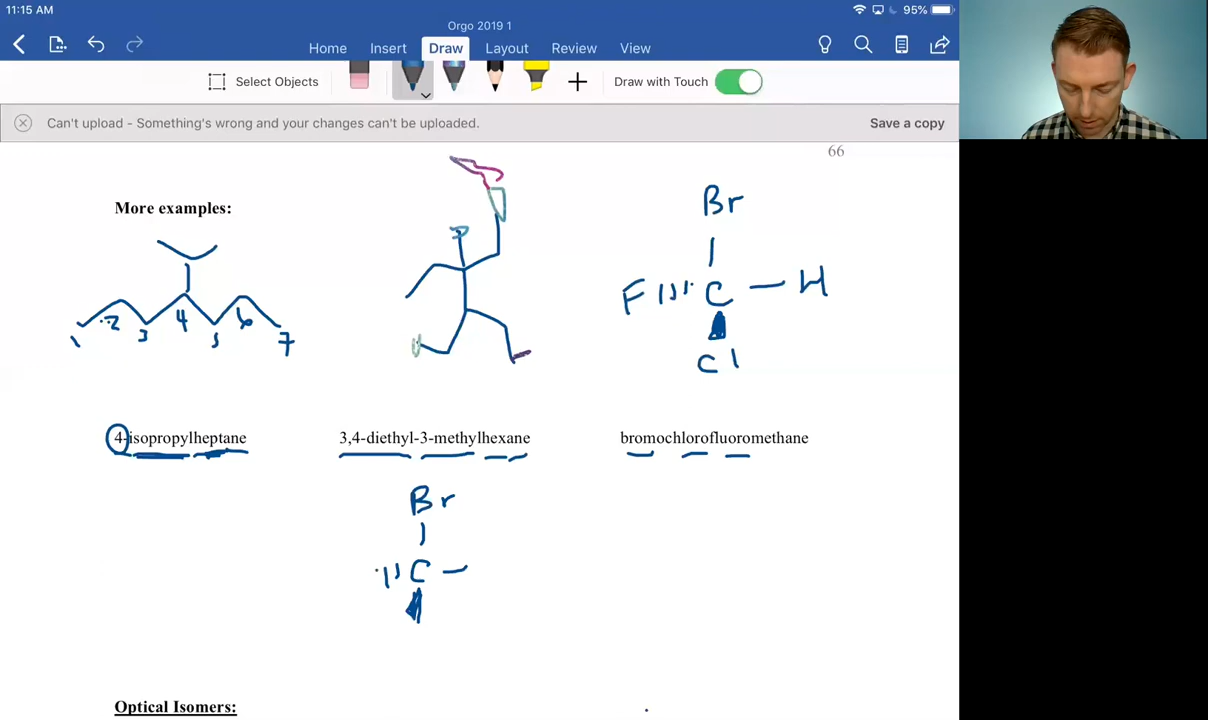 11:15 AM
95%
Orgo 2019 1
Home Insert Draw Layout Review View
Select Objects
Draw with Touch
Can't upload - Something's wrong and your changes can't be uploaded.
Save a copy
66
More examples:
1 2 3 4 5 6 7
Br
F C H
Cl
4-isopropylheptane
3,4-diethyl-3-methylhexane
bromochlorofluoromethane
Br
C
Optical Isomers: